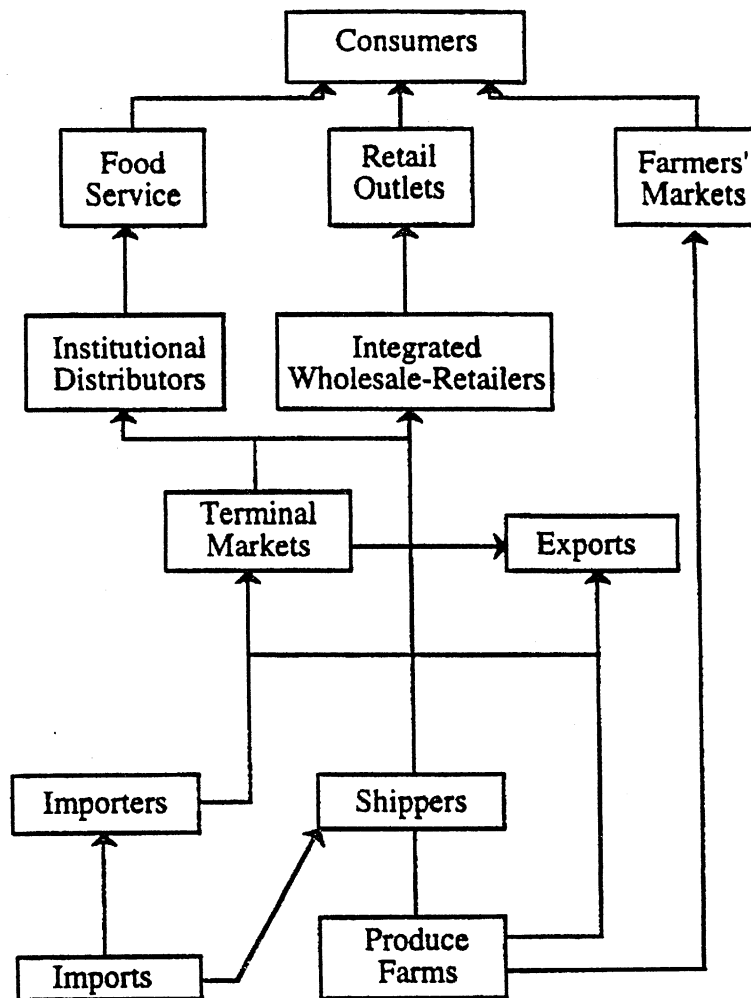 Consumers
Food
Service
Retail
Outlets
Farmers'
Markets
Institutional
Distributors
Integrated
Wholesale-Retailers
Terminal
Markets
Exports
Importers
Shippers
Imports
Produce
Farms